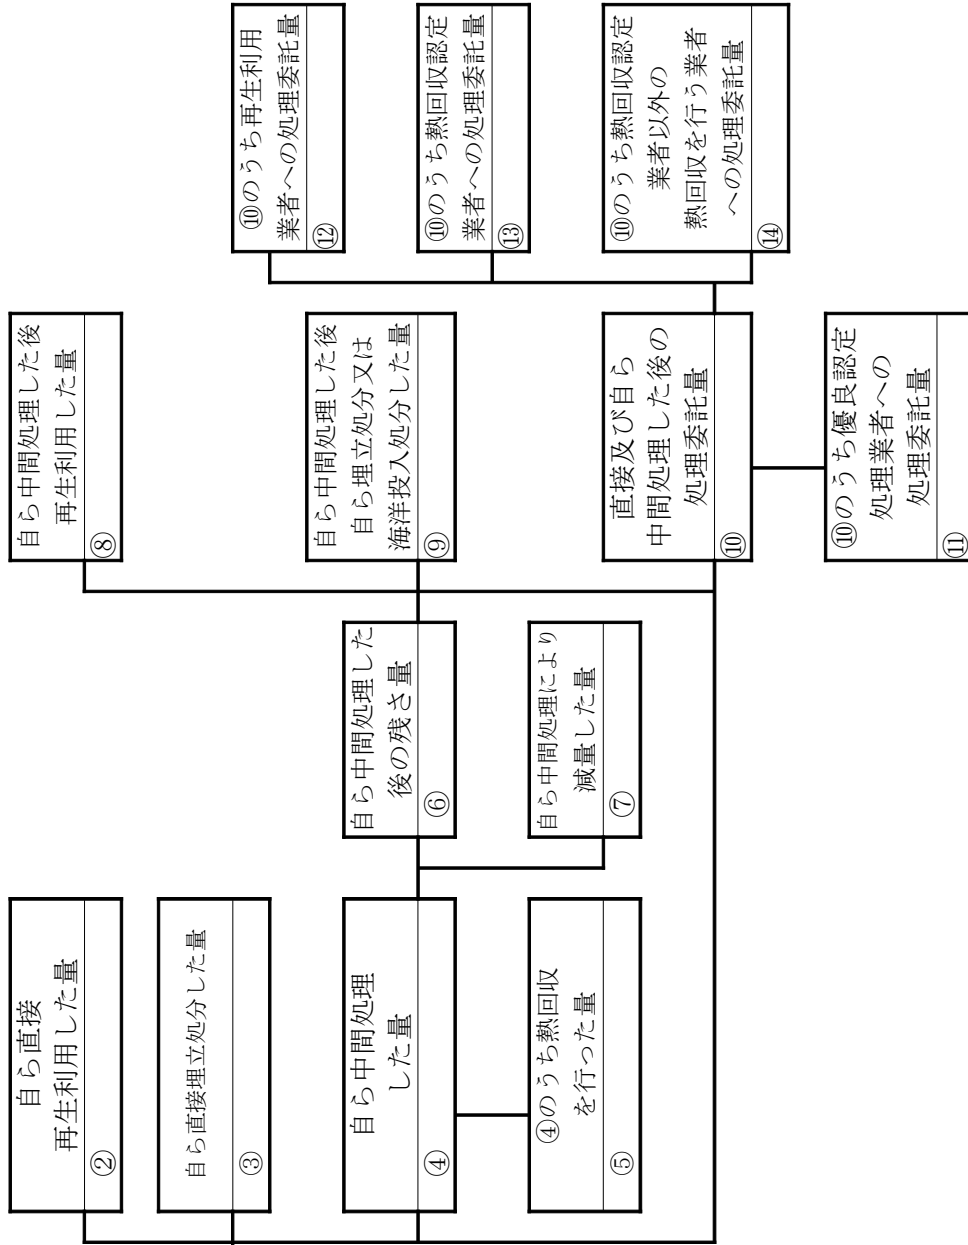 自ら直接
再生利用した量
②
自ら直接埋立処分した量
③
自ら中間処理
した量
④
④のうち熱回収
を行った量
⑤
自ら中間処理した
後の残さ量
⑥
自ら中間処理により
減量した量
⑦
自ら中間処理した後
再生利用した量
⑧
自ら中間処理した後
自ら埋立処分又は
海洋投入処分した量
⑨
直接及び自ら
中間処理した後の
処理委託量
⑩
⑩のうち優良認定
処理業者への
処理委託量
⑪
⑩のうち再生利用
業者への処理委託量
⑫
⑩のうち熱回収認定
業者への処理委託量
⑬
⑩のうち熱回収認定
業者以外の
熱回収を行う業者
への処理委託量
⑭